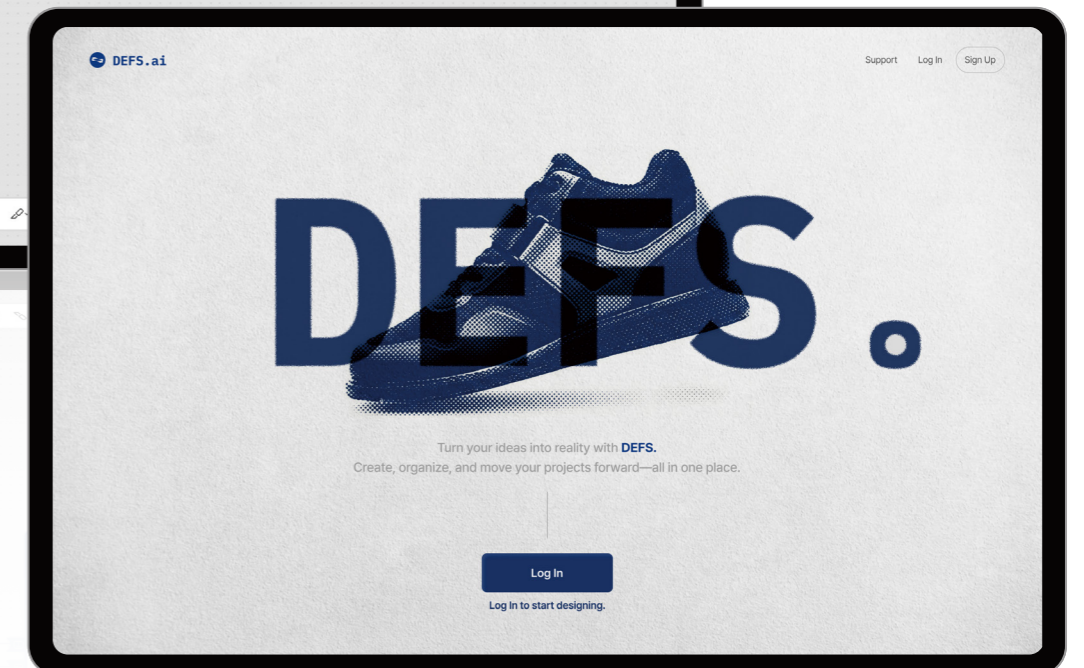 DEFS.ai
Support Log In Sign Up
DEFS.
Turn your ideas into reality with DEFS.
Create, organize, and move your projects forward—all in one place.
Log In
Log In to start designing.